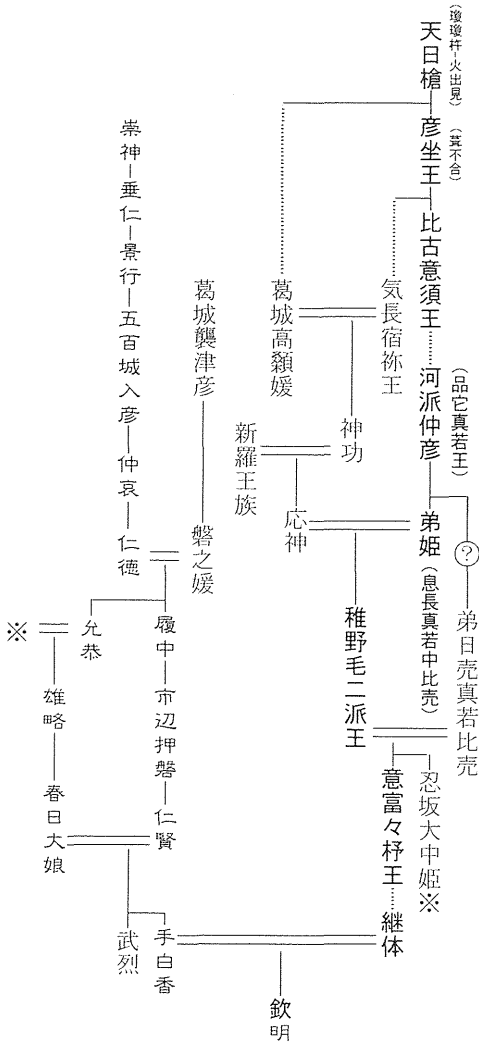 (瓊瓊杵-火出見)
天日槍
(葺不合)
彦坐王
比古意須王
(品它真若王)
河派仲彦
?
弟日売真若比売
弟姫
(息長真若中比売)
気長宿祢王
葛城高顙媛
神功
新羅王族
応神
稚野毛二派王
忍坂大中姫※
意富々杼王
継体
葛城襲津彦
磐之媛
崇神
垂仁
景行
五百城入彦
仲哀
仁徳
履中
市辺押磐
仁賢
允恭
※
雄略
春日大娘
手白香
武烈
欽明